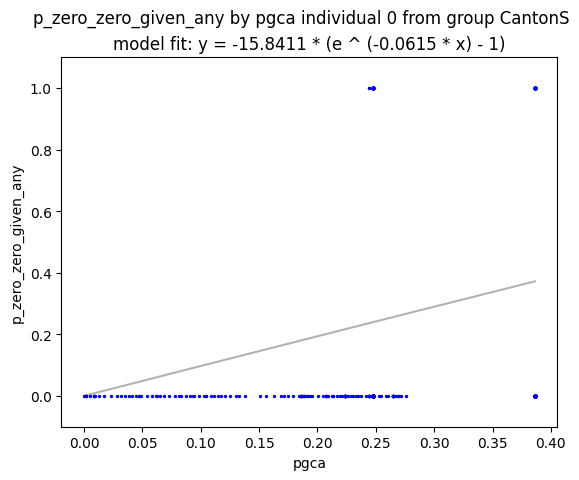 p_zero_zero_given_any by pgca individual 0 from group CantonS
model fit: y = -15.8411 * (e ^ (-0.0615 * x) - 1)
1.0
0.8
0.6
0.4
0.2
0.0
p_zero_zero_given_any
0.00 0.05 0.10 0.15 0.20 0.25 0.30 0.35 0.40
pgca